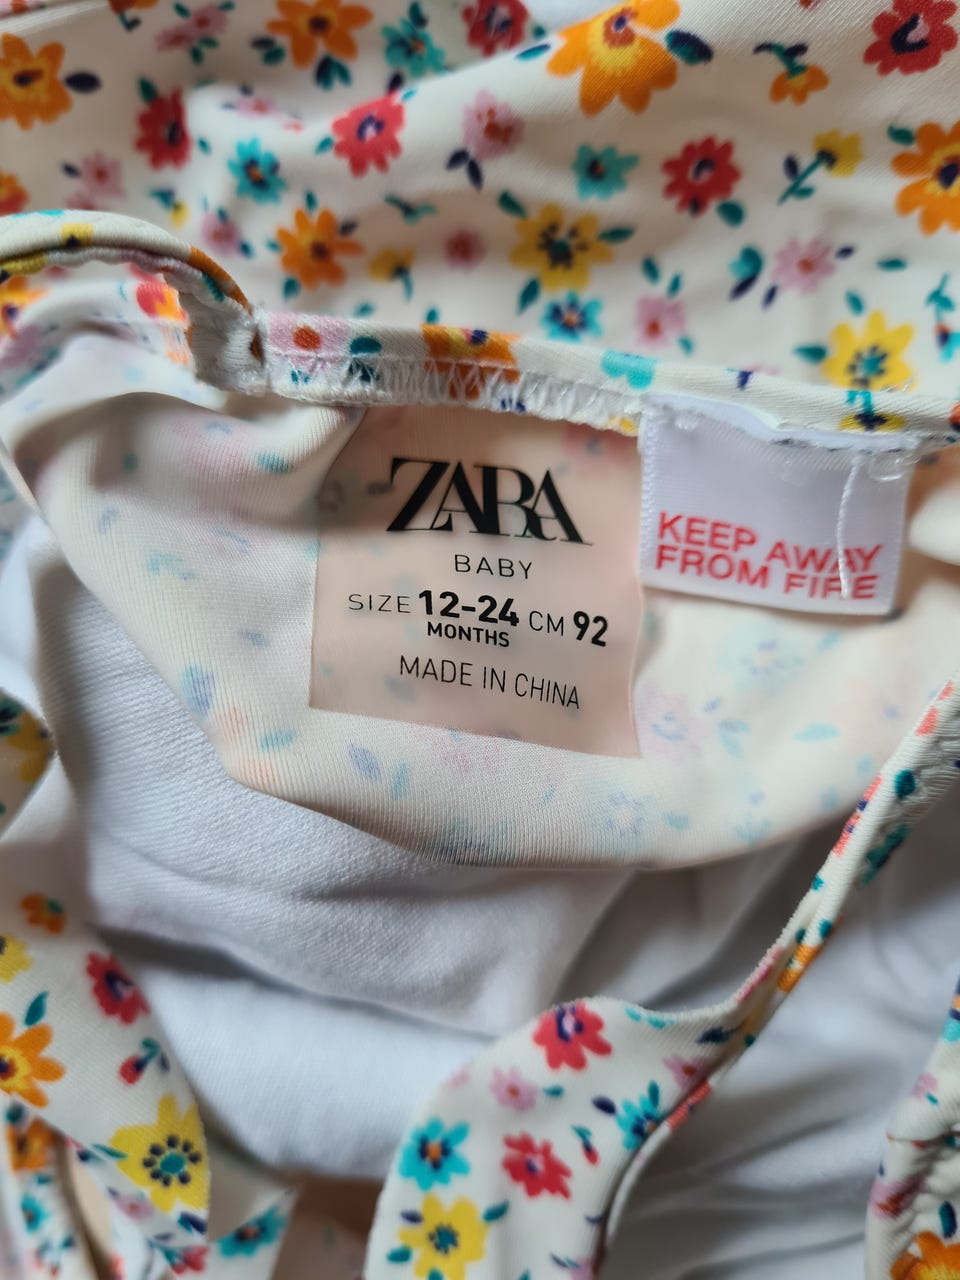 ZARA
BABY
SIZE 12-24 CM 92
MONTHS
MADE IN CHINA
KEEP AWAY
FROM FIRE